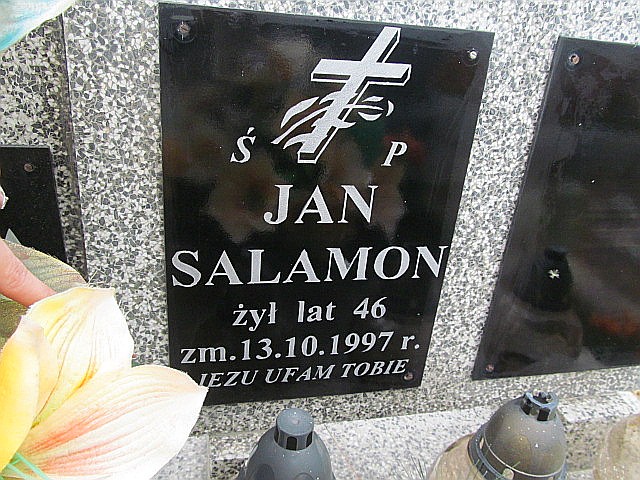 Ś P
JAN
SALAMON
żył lat 46
zm.13.10.1997 r.
JEZU UFAM TOBIE